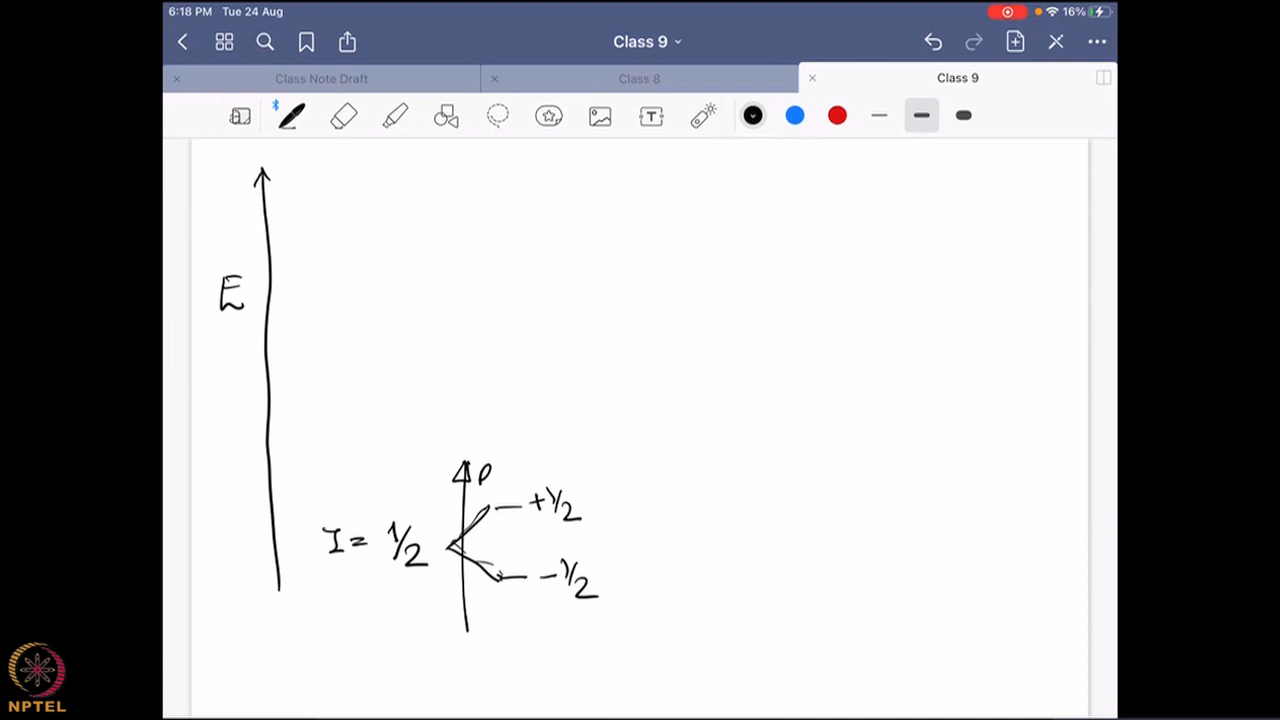 6:18 PM Tue 24 Aug
16%
Class 9
Class Note Draft
Class 8
Class 9
T
E
P
+1/2
I = 1/2
-1/2
NPTEL